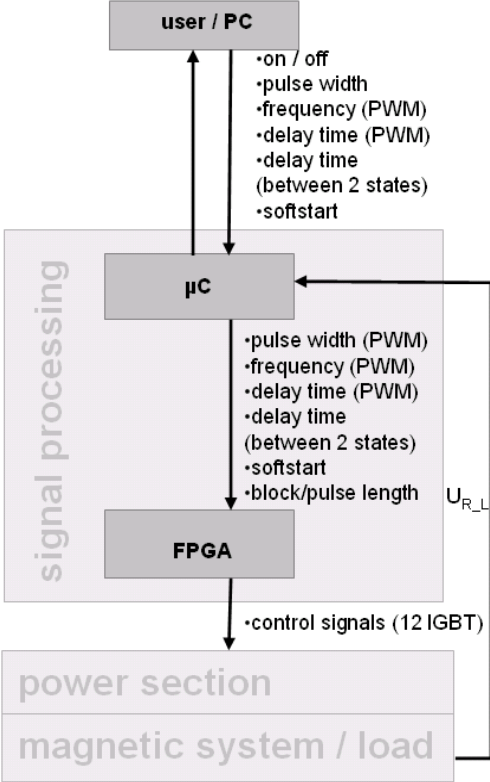 user / PC
•on / off
•pulse width
•frequency (PWM)
•delay time (PWM)
•delay time
(between 2 states)
•softstart
signal processing
µC
•pulse width (PWM)
•frequency (PWM)
•delay time (PWM)
•delay time
(between 2 states)
•softstart
•block/pulse length
U_R_L
FPGA
•control signals (12 IGBT)
power section
magnetic system / load